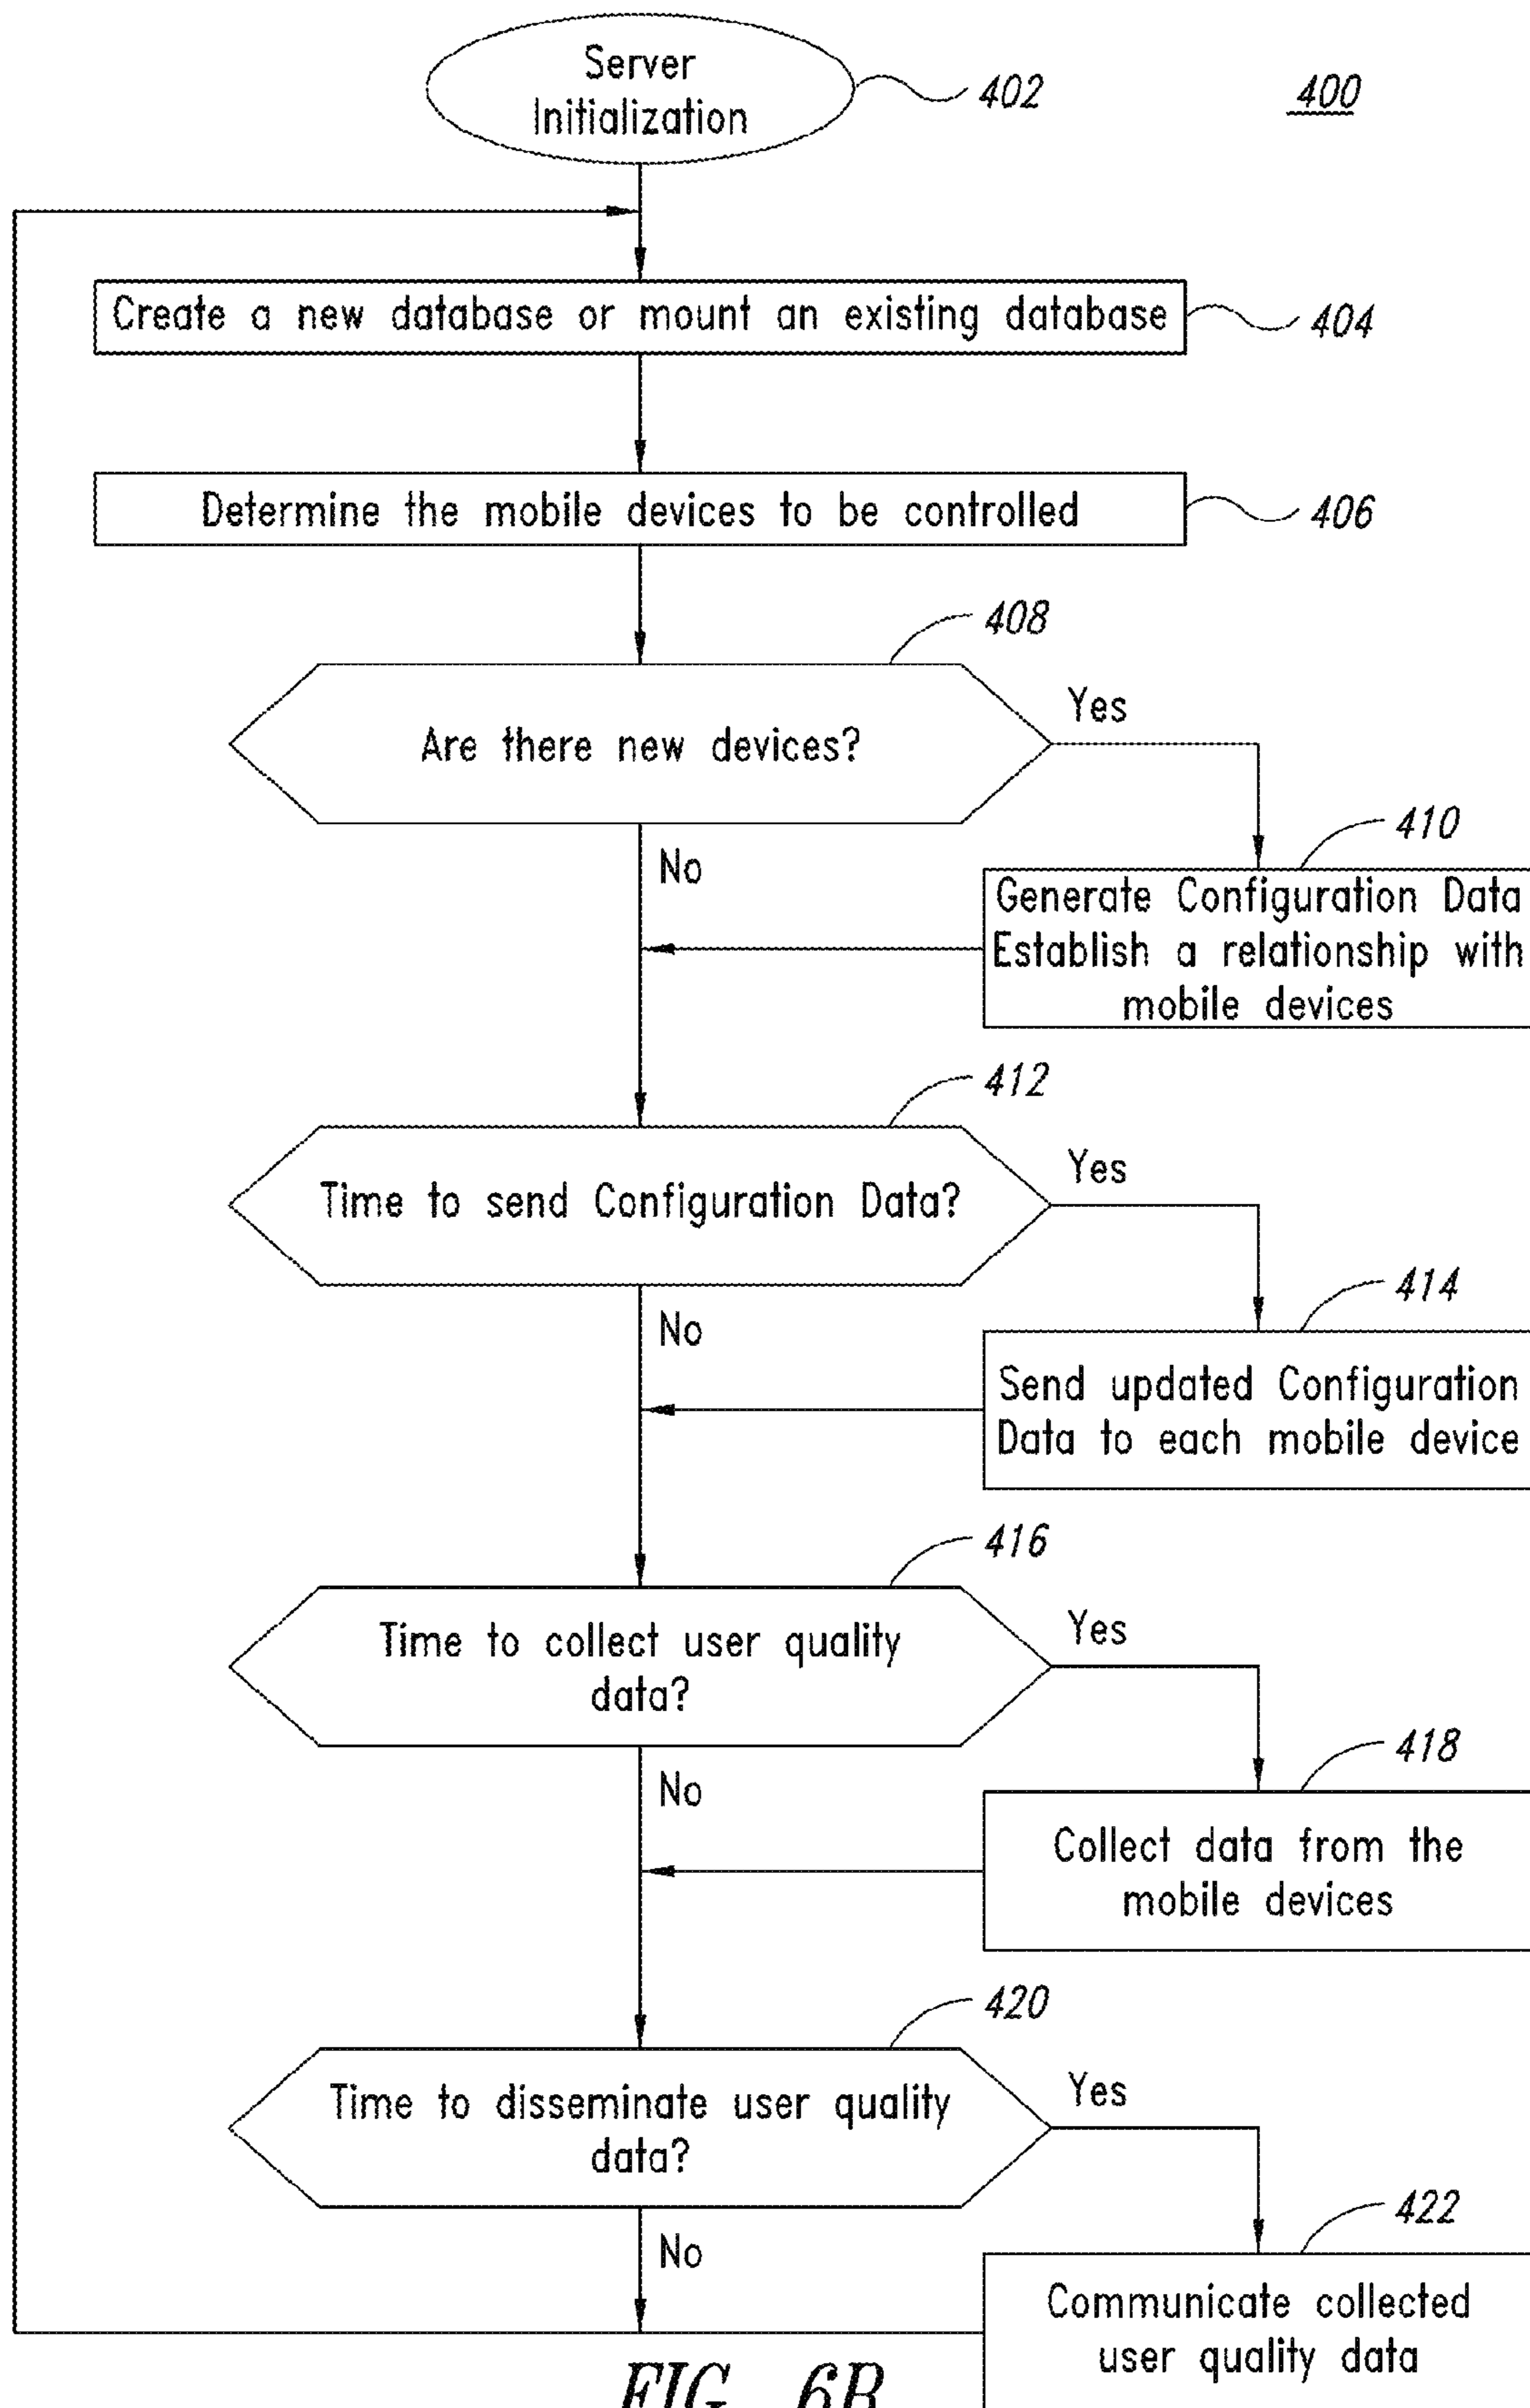 Server
Initialization
402
400
Create a new database or mount an existing database
404
Determine the mobile devices to be controlled
406
408
Are there new devices?
Yes
No
410
Generate Configuration Data
Establish a relationship with
mobile devices
412
Time to send Configuration Data?
Yes
No
414
Send updated Configuration
Data to each mobile device
416
Time to collect user quality
data?
Yes
No
418
Collect data from the
mobile devices
420
Time to disseminate user quality
data?
Yes
No
422
Communicate collected
user quality data
FIG. 6B